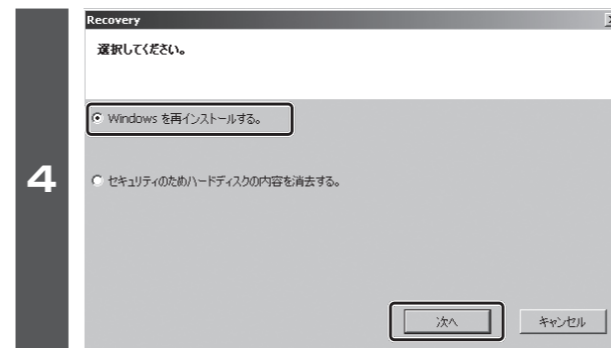 Recovery
選択してください。
4
Windows を再インストールする。
セキュリティのためハードディスクの内容を消去する。
次へ
キャンセル